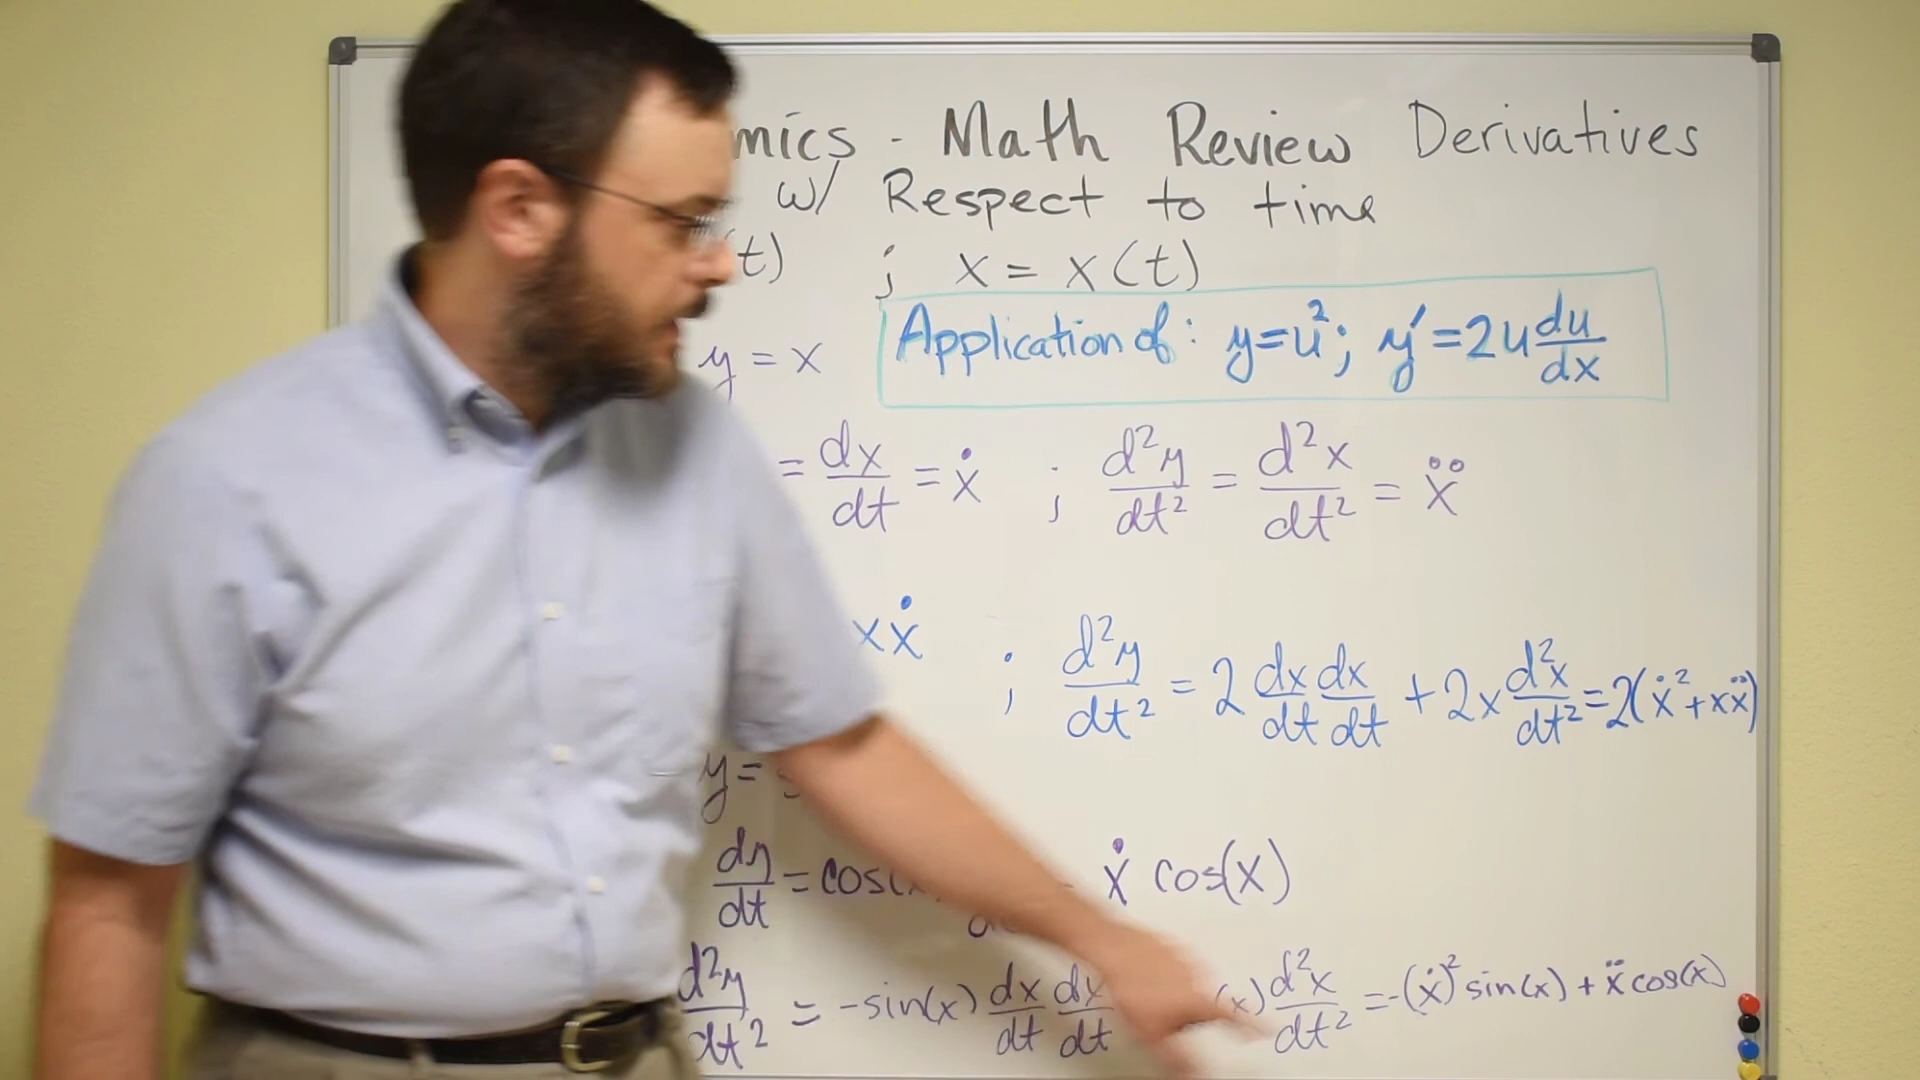 - Math Review Derivatives
w/ Respect to time
(t) ; x = x(t)
Application of: y=u²; y′=2u du/dx
y = x
= dx/dt = ẋ ; d²y/dt² = d²x/dt² = ẍ
xẋ ; d²y/dt² = 2 dx/dt dx/dt + 2x d²x/dt² = 2(ẋ²+xẍ)
y=
dy/dt = cos(x ẋ cos(x)
d²y/dt² = -sin(x) dx/dt dx/dt (x) d²x/dt² = -(ẋ)² sin(x) + ẍ cos(x)